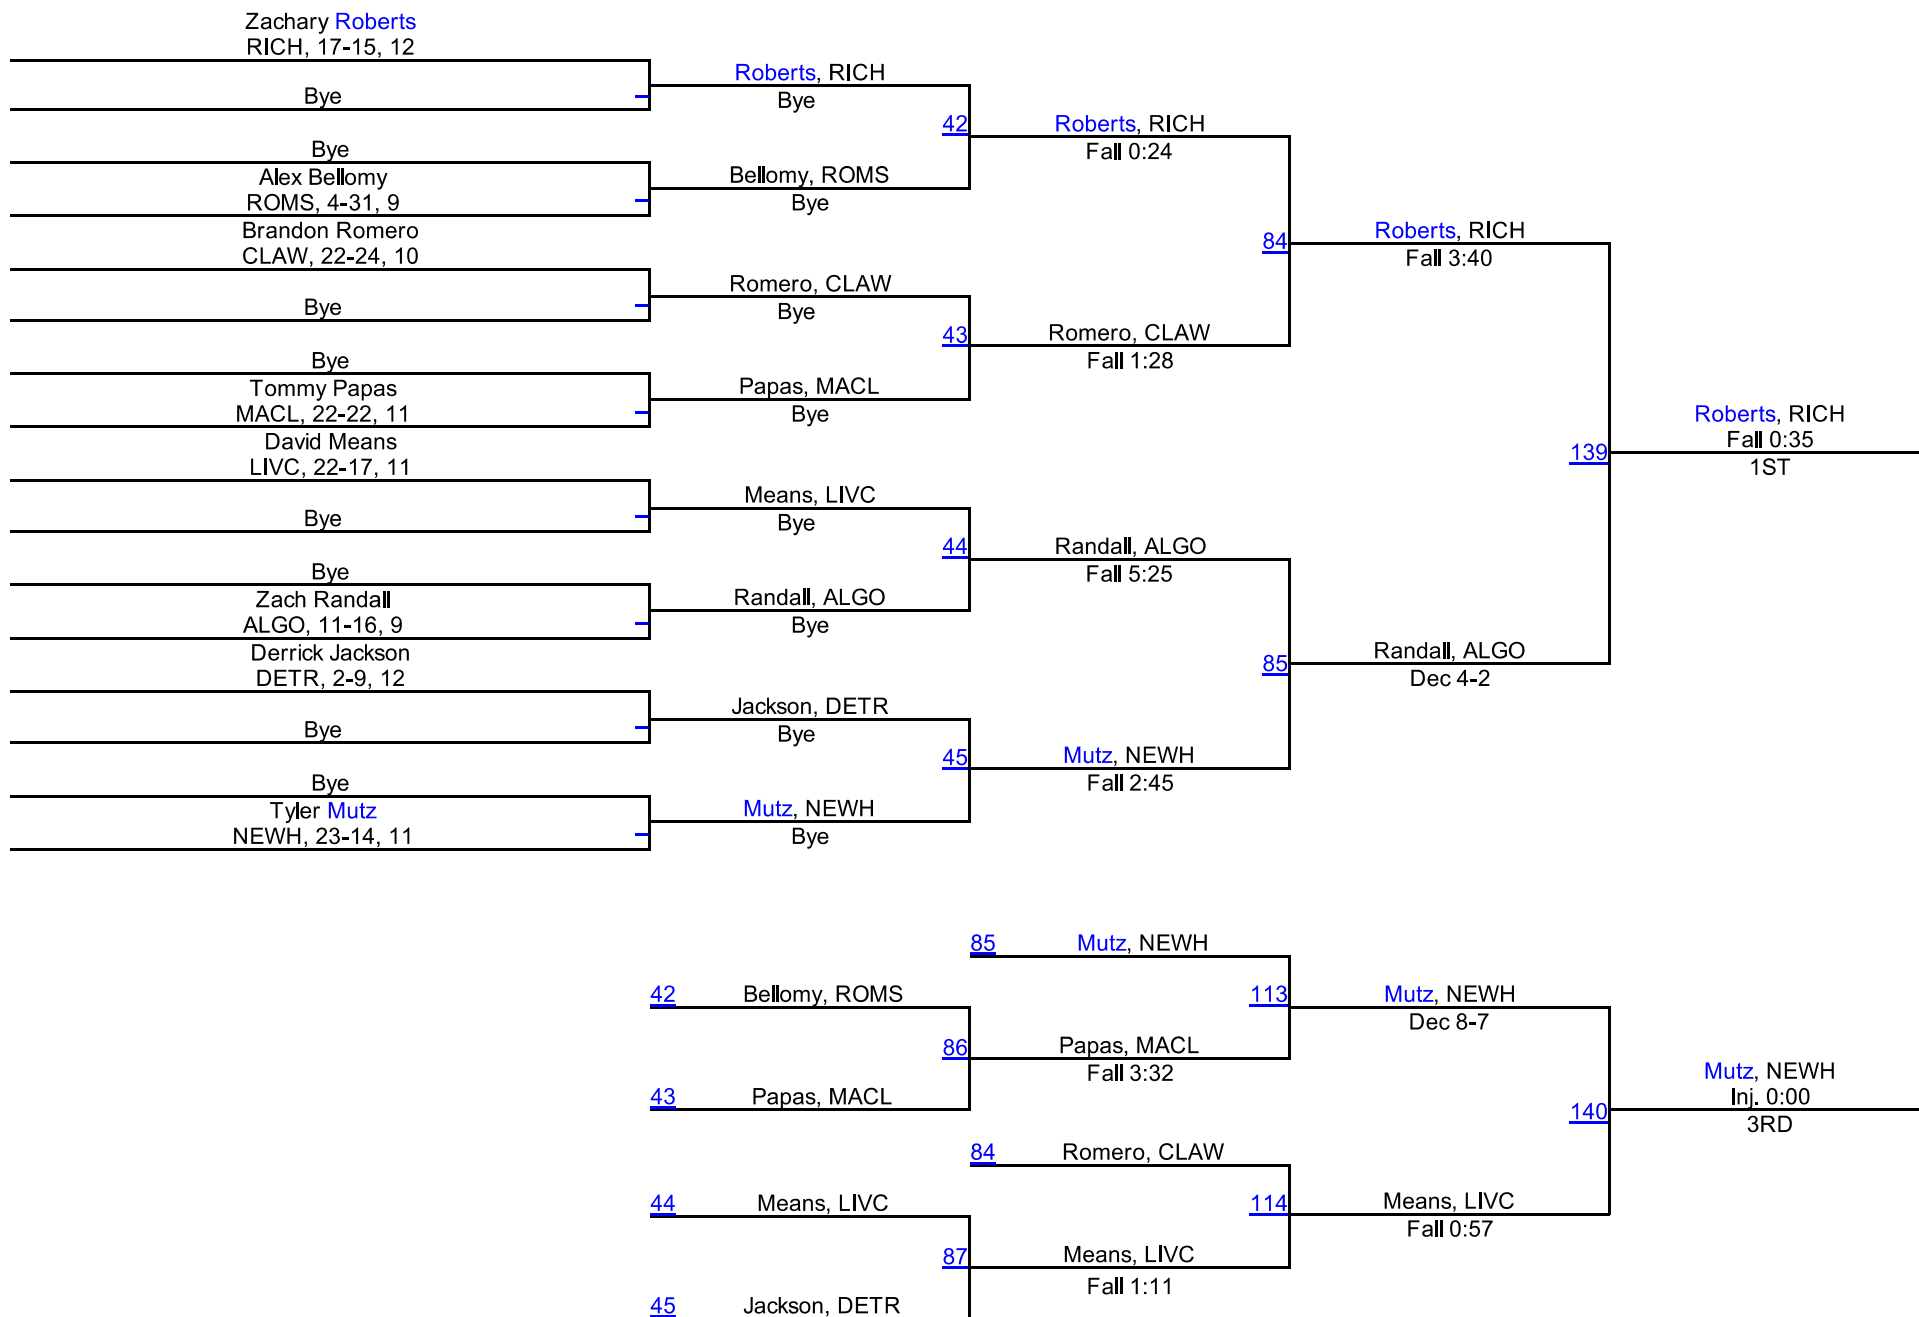 Zachary Roberts
RICH, 17-15, 12
Bye
Bye
Alex Bellomy
ROMS, 4-31, 9
Brandon Romero
CLAW, 22-24, 10
Bye
Bye
Tommy Papas
MACL, 22-22, 11
David Means
LIVC, 22-17, 11
Bye
Bye
Zach Randall
ALGO, 11-16, 9
Derrick Jackson
DETR, 2-9, 12
Bye
Bye
Tyler Mutz
NEWH, 23-14, 11
Roberts, RICH
Bye
42
Bellomy, ROMS
Bye
Romero, CLAW
Bye
43
Papas, MACL
Bye
Means, LIVC
Bye
44
Randall, ALGO
Bye
Jackson, DETR
Bye
45
Mutz, NEWH
Bye
Roberts, RICH
Fall 0:24
84
Romero, CLAW
Fall 1:28
Randall, ALGO
Fall 5:25
85
Mutz, NEWH
Fall 2:45
Roberts, RICH
Fall 3:40
139
Randall, ALGO
Dec 4-2
Roberts, RICH
Fall 0:35
1ST
42 Bellomy, ROMS
86
43 Papas, MACL
44 Means, LIVC
87
45 Jackson, DETR
85 Mutz, NEWH
113
Papas, MACL
Fall 3:32
84 Romero, CLAW
114
Means, LIVC
Fall 1:11
Mutz, NEWH
Dec 8-7
140
Means, LIVC
Fall 0:57
Mutz, NEWH
Inj. 0:00
3RD